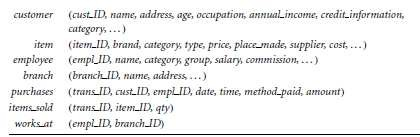 customer (cust_ID, name, address, age, occupation, annual_income, credit_information,
category, ...)
item (item_ID, brand, category, type, price, place_made, supplier, cost, ...)
employee (empl_ID, name, category, group, salary, commission, ...)
branch (branch_ID, name, address, ...)
purchases (trans_ID, cust_ID, empl_ID, date, time, method_paid, amount)
items_sold (trans_ID, item_ID, qty)
works_at (empl_ID, branch_ID)